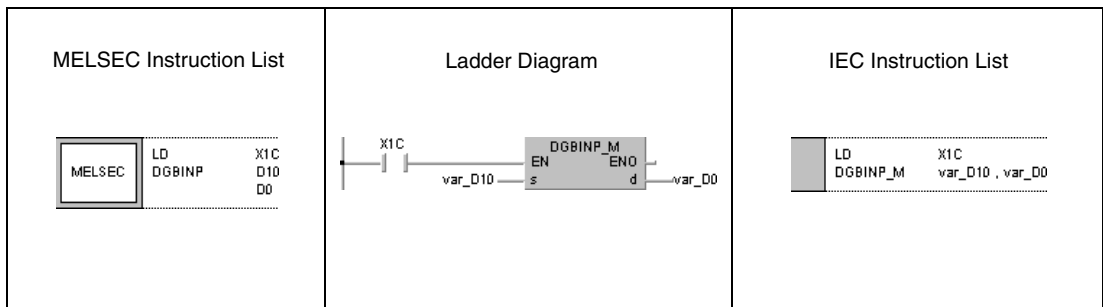 MELSEC Instruction List
MELSEC
LD X1C
DGBINP D10
D0
Ladder Diagram
X1C
DGBINP_M
EN ENO
var_D10 s d var_D0
IEC Instruction List
LD X1C
DGBINP_M var_D10 , var_D0